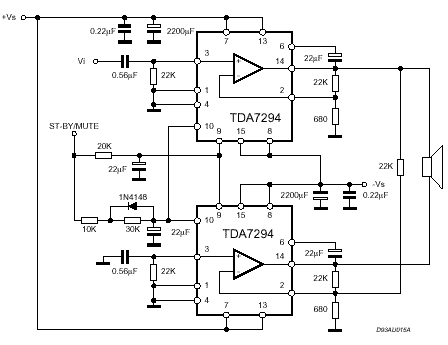 +Vs
0.22µF
2200µF
7
13
6
22µF
Vi
0.56µF
3
14
22K
22K
1
2
4
TDA7294
680
ST-BY/MUTE
10
9
15
8
20K
22µF
22K
1N4148
9
15
8
2200µF
-Vs
0.22µF
10K
30K
22µF
10
TDA7294
6
22µF
3
14
0.56µF
22K
22K
1
2
4
680
7
13
D93AU015A